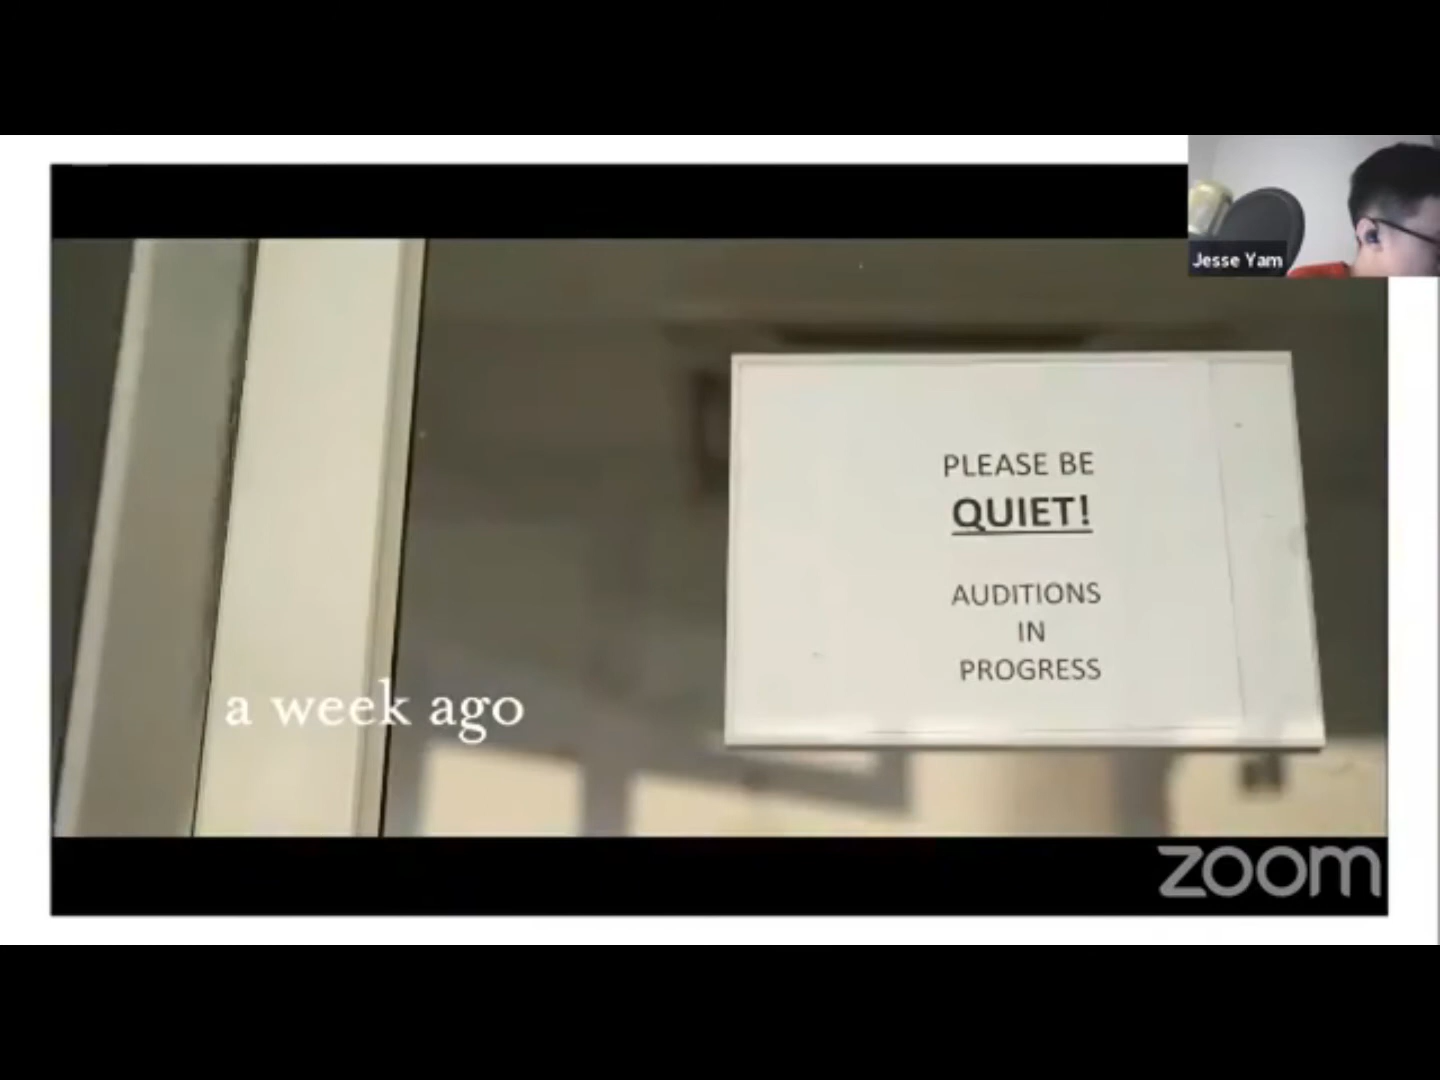 Jesse Yam
PLEASE BE
QUIET!
AUDITIONS
IN
PROGRESS
a week ago
zoom